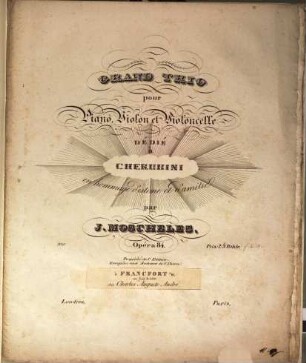 GRAND TRIO
pour
Piano, Violon et Violoncelle
DÉDIÉ
à
CHERUBINI
en hommage d'estime et d'amitié
par
J. MOSCHELES.
Opera 84.
à FRANCFORT s/m
chez Charles Auguste André
London, Paris,